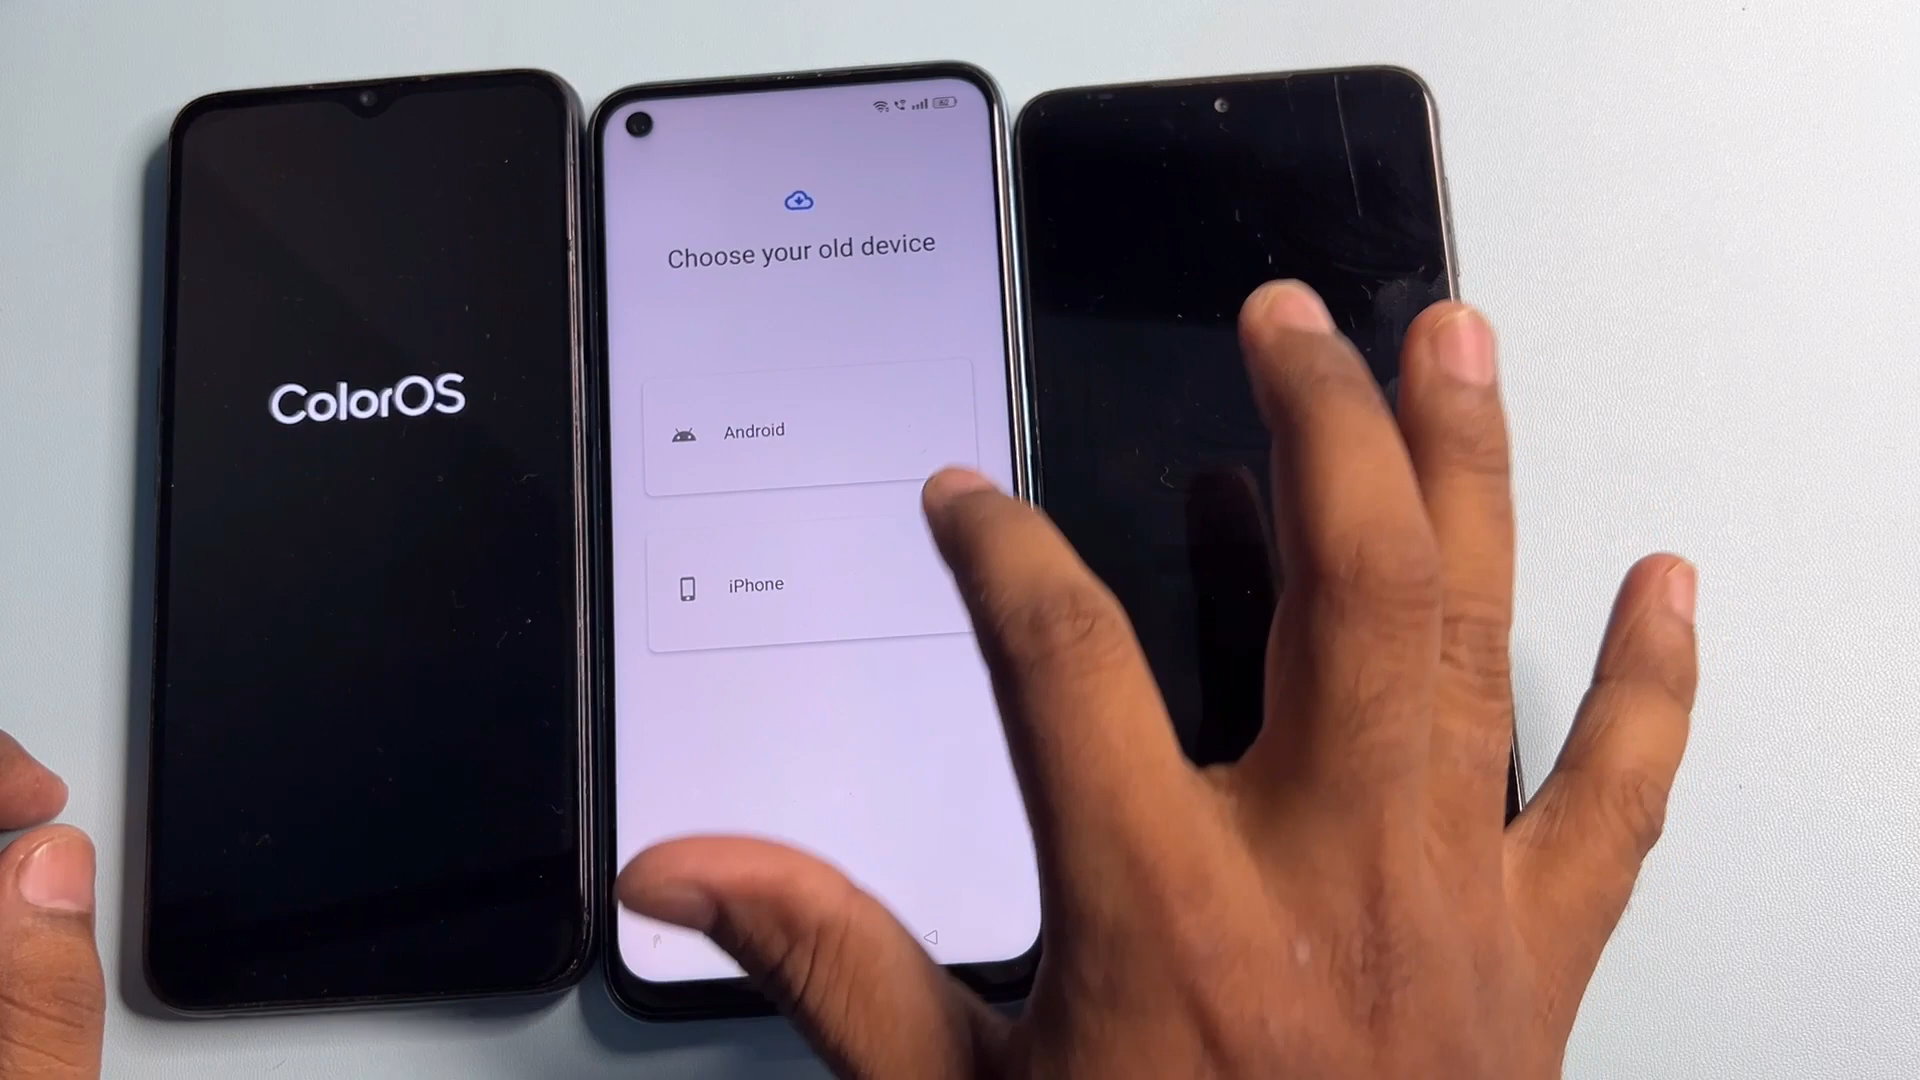 ColorOS
Choose your old device
Android
iPhone